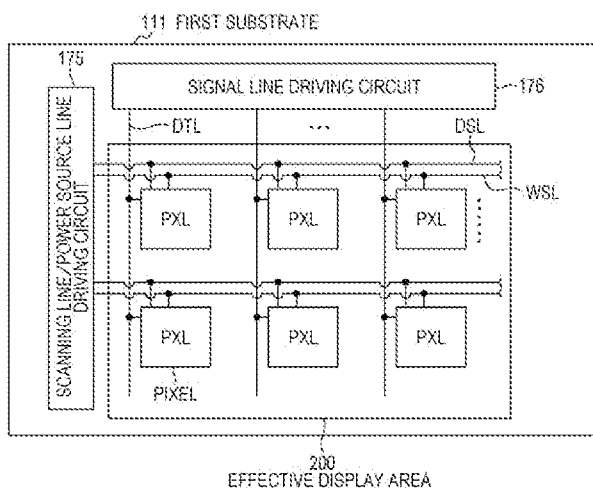 111 FIRST SUBSTRATE
175
SIGNAL LINE DRIVING CIRCUIT
176
DTL
...
DSL
WSL
SCANNING LINE/POWER SOURCE LINE
DRIVING CIRCUIT
PXL
PXL
PXL
PXL
PXL
PXL
PIXEL
200
EFFECTIVE DISPLAY AREA